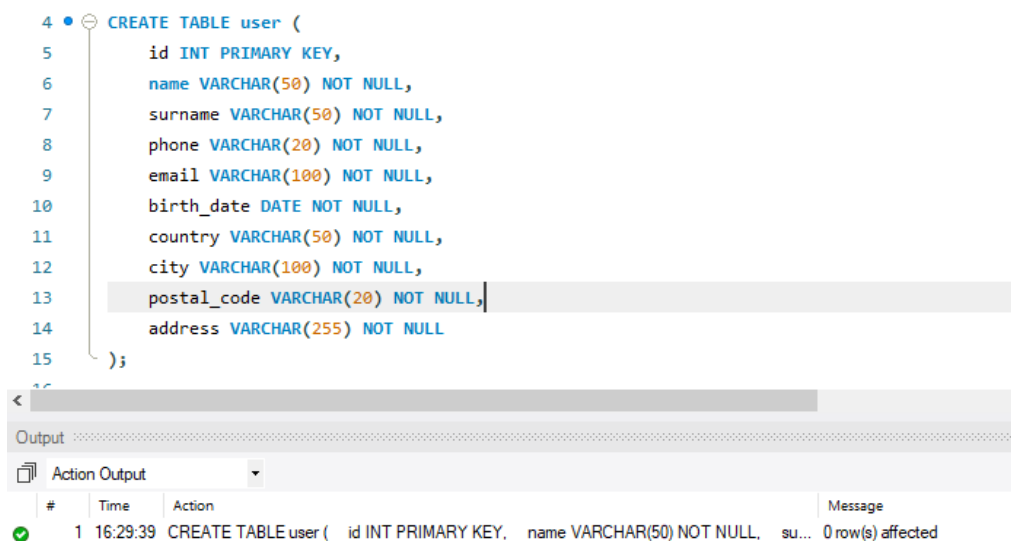 4 CREATE TABLE user (
5 id INT PRIMARY KEY,
6 name VARCHAR(50) NOT NULL,
7 surname VARCHAR(50) NOT NULL,
8 phone VARCHAR(20) NOT NULL,
9 email VARCHAR(100) NOT NULL,
10 birth_date DATE NOT NULL,
11 country VARCHAR(50) NOT NULL,
12 city VARCHAR(100) NOT NULL,
13 postal_code VARCHAR(20) NOT NULL,
14 address VARCHAR(255) NOT NULL
15 );
Output
Action Output
# Time Action Message
1 16:29:39 CREATE TABLE user ( id INT PRIMARY KEY, name VARCHAR(50) NOT NULL, su... 0 row(s) affected